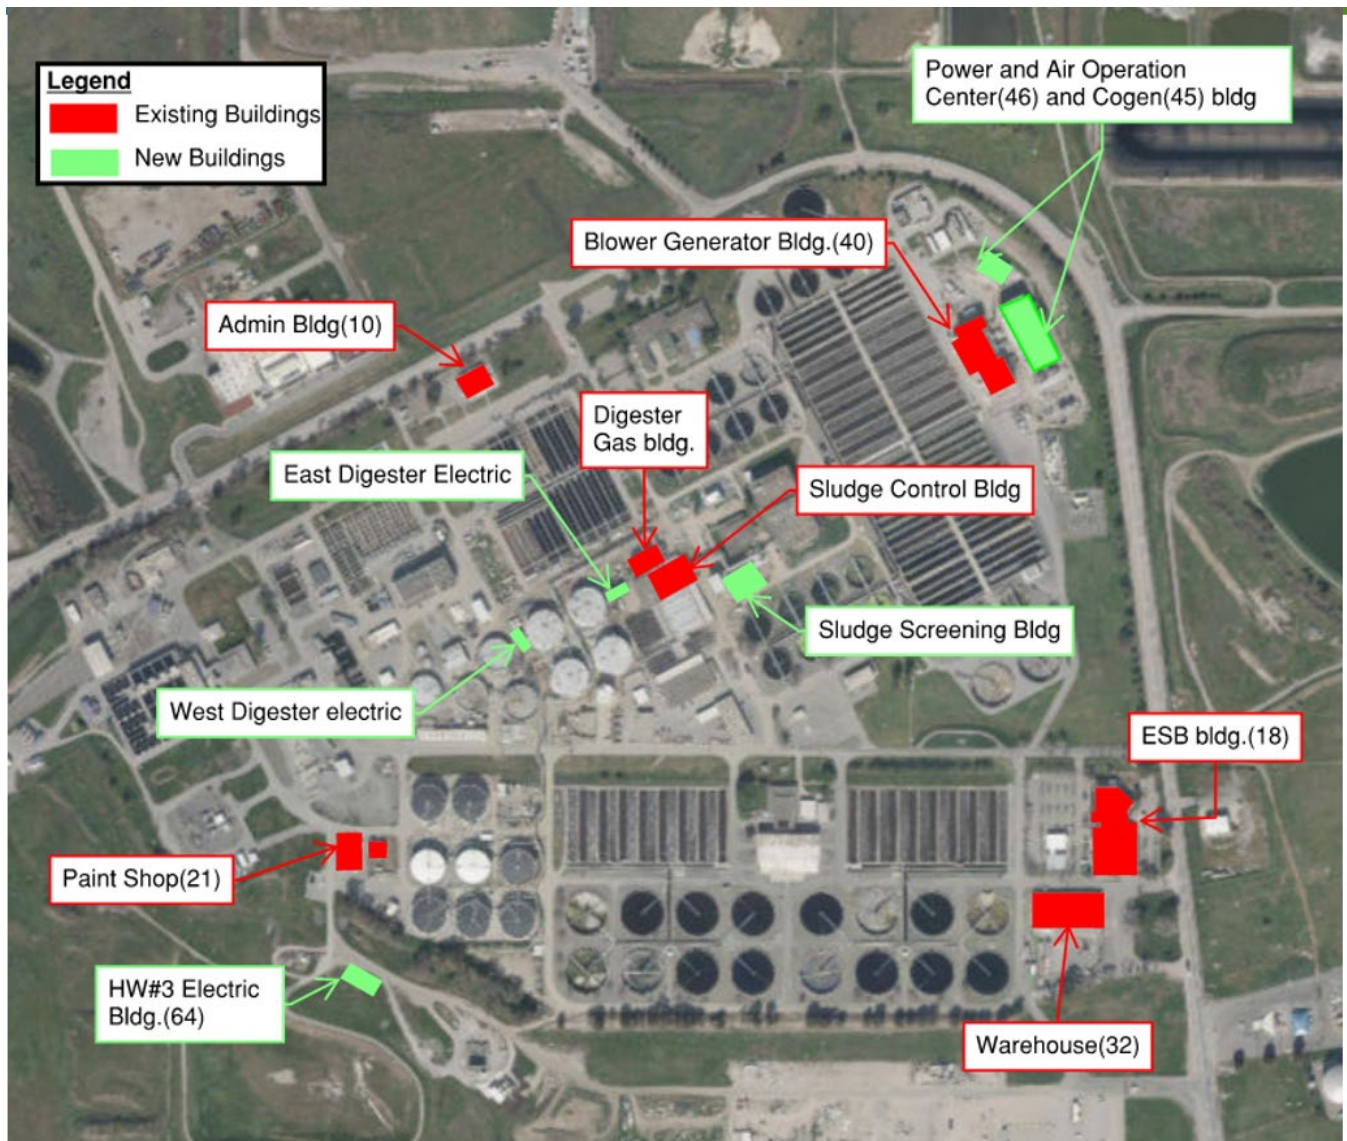 Legend
Existing Buildings
New Buildings
Power and Air Operation
Center(46) and Cogen(45) bldg
Blower Generator Bldg.(40)
Admin Bldg(10)
Digester
Gas bldg.
East Digester Electric
Sludge Control Bldg
Sludge Screening Bldg
West Digester electric
ESB bldg.(18)
Paint Shop(21)
HW#3 Electric
Bldg.(64)
Warehouse(32)